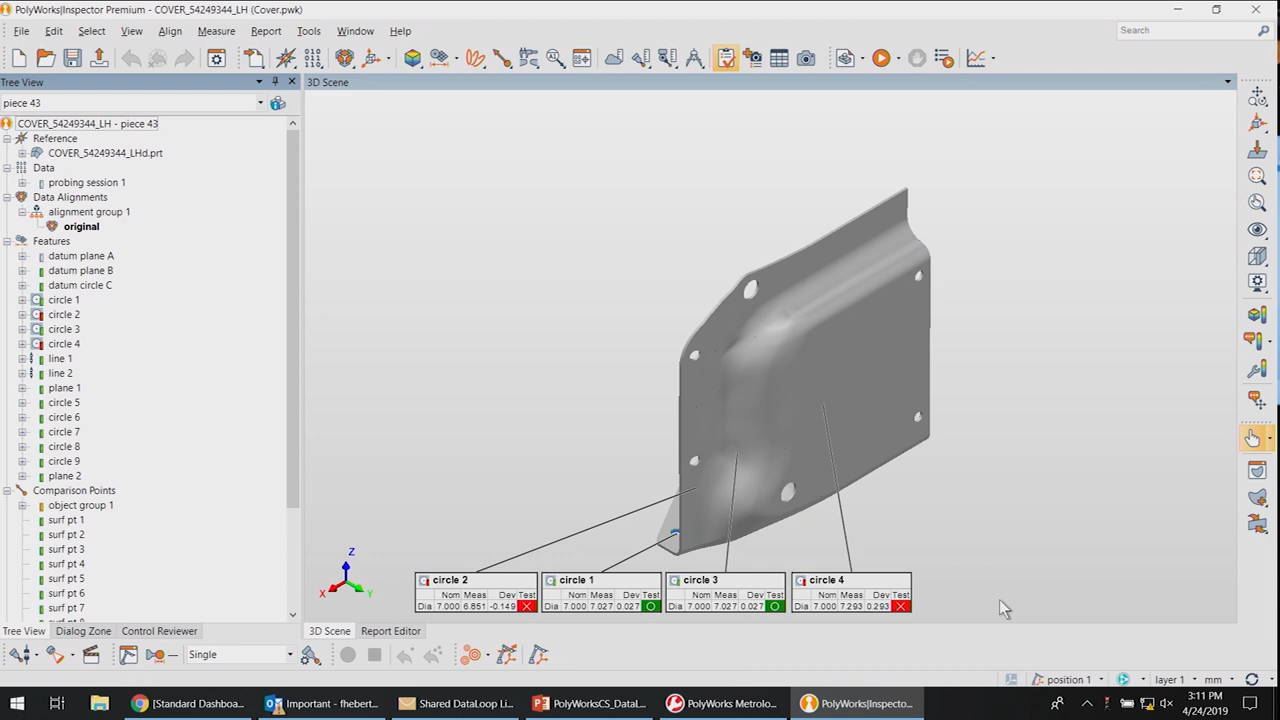 PolyWorks|Inspector Premium - COVER_54249344_LH (Cover.pwk)
File Edit Select View Align Measure Report Tools Window Help
Search
Tree View
3D Scene
piece 43
COVER_54249344_LH - piece 43
Reference
COVER_54249344_LHd.prt
Data
probing session 1
Data Alignments
alignment group 1
original
Features
datum plane A
datum plane B
datum circle C
circle 1
circle 2
circle 3
circle 4
line 1
line 2
plane 1
circle 5
circle 6
circle 7
circle 8
circle 9
plane 2
Comparison Points
object group 1
surf pt 1
surf pt 2
surf pt 3
surf pt 4
surf pt 5
surf pt 6
surf pt 7
Z
X
Y
circle 2
Nom Meas Dev Test
Dia 7.000 6.851 -0.149
circle 1
Nom Meas Dev Test
Dia 7.000 7.027 0.027
circle 3
Nom Meas Dev Test
Dia 7.000 7.027 0.027
circle 4
Nom Meas Dev Test
Dia 7.000 7.293 0.293
Tree View Dialog Zone Control Reviewer
3D Scene Report Editor
Single
position 1 layer 1 mm
[Standard Dashboa...
Important - fhebert...
Shared DataLoop Li...
PolyWorksCS_DataL...
PolyWorks Metrolo...
PolyWorks|Inspecto...
3:11 PM
4/24/2019